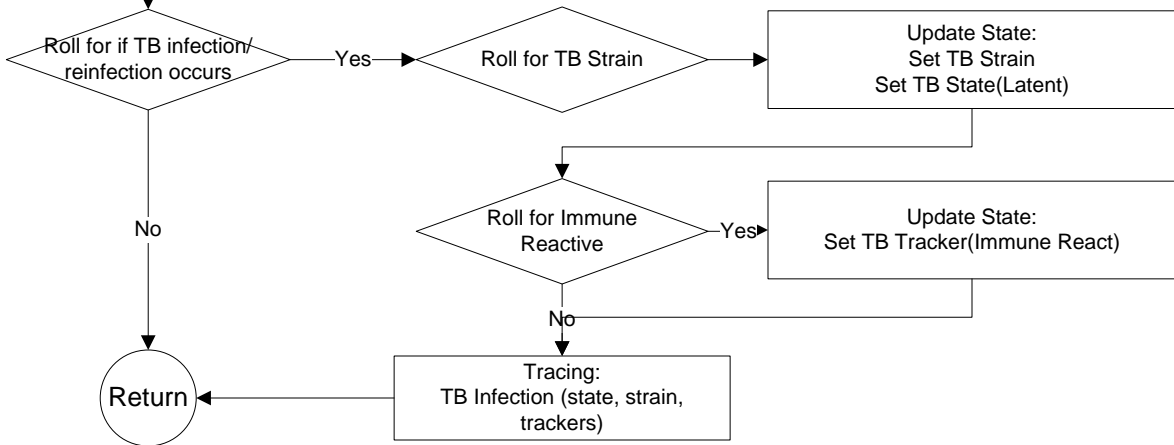 Roll for if TB infection/
reinfection occurs
Yes
Roll for TB Strain
Update State:
Set TB Strain
Set TB State(Latent)
No
Roll for Immune
Reactive
Yes
Update State:
Set TB Tracker(Immune React)
No
Return
Tracing:
TB Infection (state, strain,
trackers)